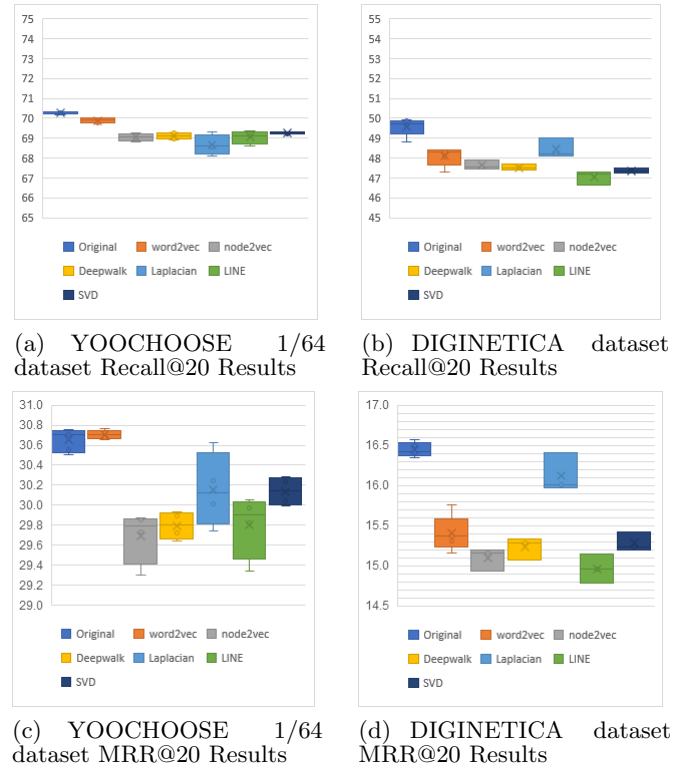 75
74
73
72
71
70
69
68
67
66
65
Original word2vec node2vec
Deepwalk Laplacian LINE
SVD
55
54
53
52
51
50
49
48
47
46
45
Original word2vec node2vec
Deepwalk Laplacian LINE
SVD
(a) YOOCHOOSE 1/64
dataset Recall@20 Results
(b) DIGINETICA dataset
Recall@20 Results
31.0
30.8
30.6
30.4
30.2
30.0
29.8
29.6
29.4
29.2
29.0
Original word2vec node2vec
Deepwalk Laplacian LINE
SVD
17.0
16.5
16.0
15.5
15.0
14.5
Original word2vec node2vec
Deepwalk Laplacian LINE
SVD
(c) YOOCHOOSE 1/64
dataset MRR@20 Results
(d) DIGINETICA dataset
MRR@20 Results